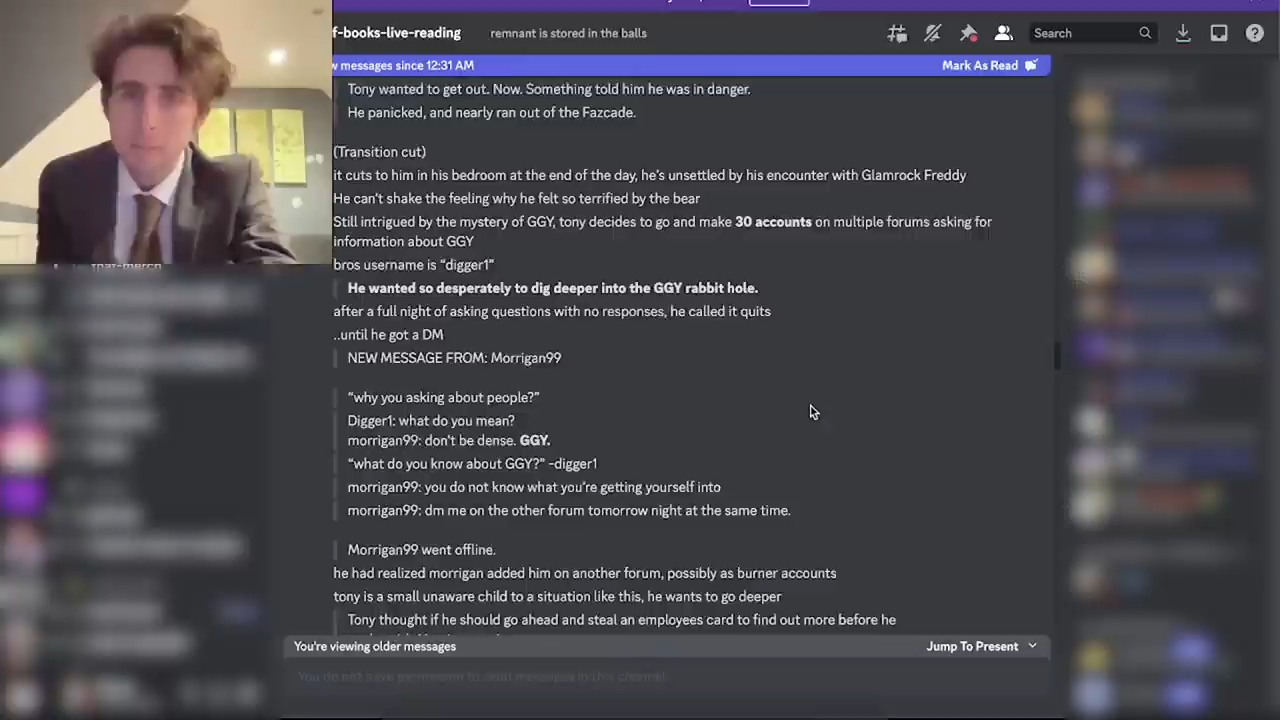 f-books-live-reading
remnant is stored in the balls
Search
messages since 12:31 AM
Mark As Read
Tony wanted to get out. Now. Something told him he was in danger.
He panicked, and nearly ran out of the Fazcade.
(Transition cut)
it cuts to him in his bedroom at the end of the day, he's unsettled by his encounter with Glamrock Freddy
He can't shake the feeling why he felt so terrified by the bear
Still intrigued by the mystery of GGY, tony decides to go and make 30 accounts on multiple forums asking for
information about GGY
bros username is “digger1”
He wanted so desperately to dig deeper into the GGY rabbit hole.
after a full night of asking questions with no responses, he called it quits
..until he got a DM
NEW MESSAGE FROM: Morrigan99
“why you asking about people?”
Digger1: what do you mean?
morrigan99: don't be dense. GGY.
“what do you know about GGY?” -digger1
morrigan99: you do not know what you're getting yourself into
morrigan99: dm me on the other forum tomorrow night at the same time.
Morrigan99 went offline.
he had realized morrigan added him on another forum, possibly as burner accounts
tony is a small unaware child to a situation like this, he wants to go deeper
Tony thought if he should go ahead and steal an employees card to find out more before he
You're viewing older messages
Jump To Present
You do not have permission to send messages in this channel.